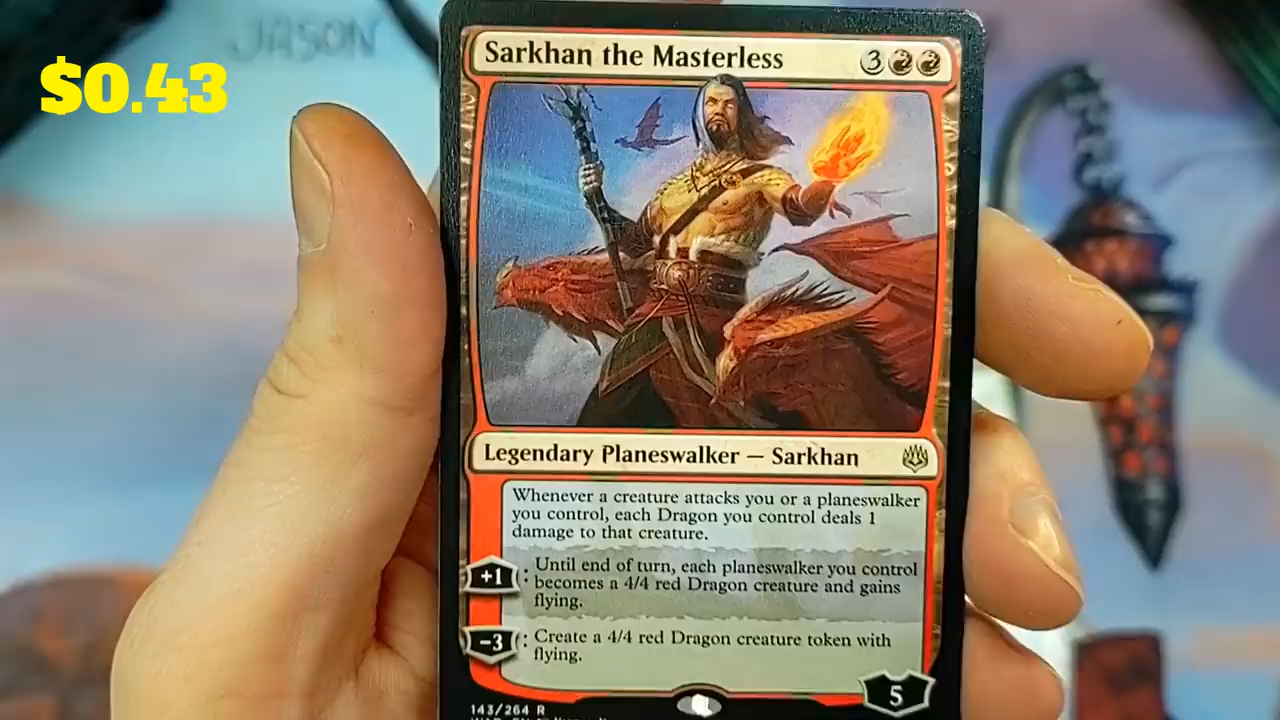 JASON
$0.43
Sarkhan the Masterless 3
Legendary Planeswalker — Sarkhan
Whenever a creature attacks you or a planeswalker
you control, each Dragon you control deals 1
damage to that creature.
+1 : Until end of turn, each planeswalker you control
becomes a 4/4 red Dragon creature and gains
flying.
−3 : Create a 4/4 red Dragon creature token with
flying.
5
143/264 R